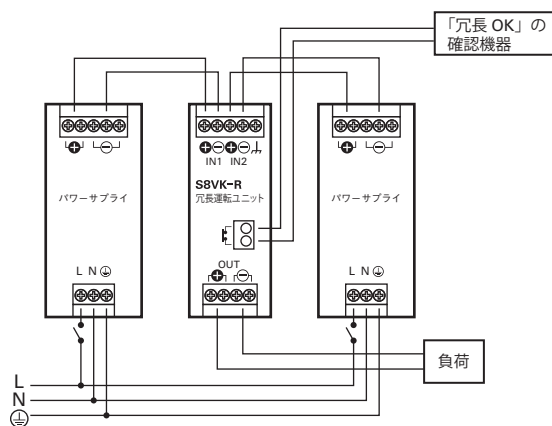 「冗長 OK」の
確認機器
IN1 IN2
S8VK-R
冗長運転ユニット
パワーサプライ
パワーサプライ
OUT
L N
L N
負荷
L
N